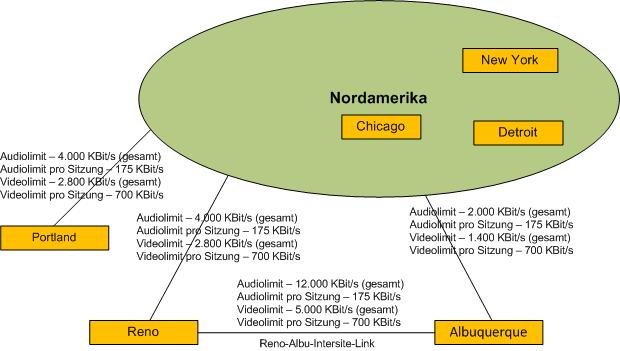 New York
Nordamerika
Chicago
Detroit
Audiolimit – 4.000 KBit/s (gesamt)
Audiolimit pro Sitzung – 175 KBit/s
Videolimit – 2.800 KBit/s (gesamt)
Videolimit pro Sitzung – 700 KBit/s
Portland
Audiolimit – 4.000 KBit/s (gesamt)
Audiolimit pro Sitzung – 175 KBit/s
Videolimit – 2.800 KBit/s (gesamt)
Videolimit pro Sitzung – 700 KBit/s
Audiolimit – 2.000 KBit/s (gesamt)
Audiolimit pro Sitzung – 175 KBit/s
Videolimit – 1.400 KBit/s (gesamt)
Videolimit pro Sitzung – 700 KBit/s
Audiolimit – 12.000 KBit/s (gesamt)
Audiolimit pro Sitzung – 175 KBit/s
Videolimit – 5.000 KBit/s (gesamt)
Videolimit pro Sitzung – 700 KBit/s
Reno
Albuquerque
Reno-Albu-Intersite-Link